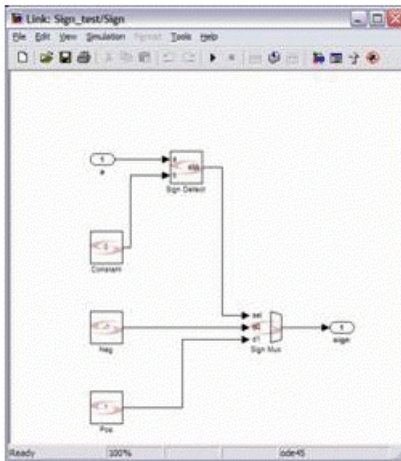 Link: Sign_test/Sign
File Edit View Simulation Format Tools Help
1
a
a
b
Sign Detect
Constant
Neg
sel
d0
d1
Sign Mux
1
sign
Pos
Ready 100% ode45